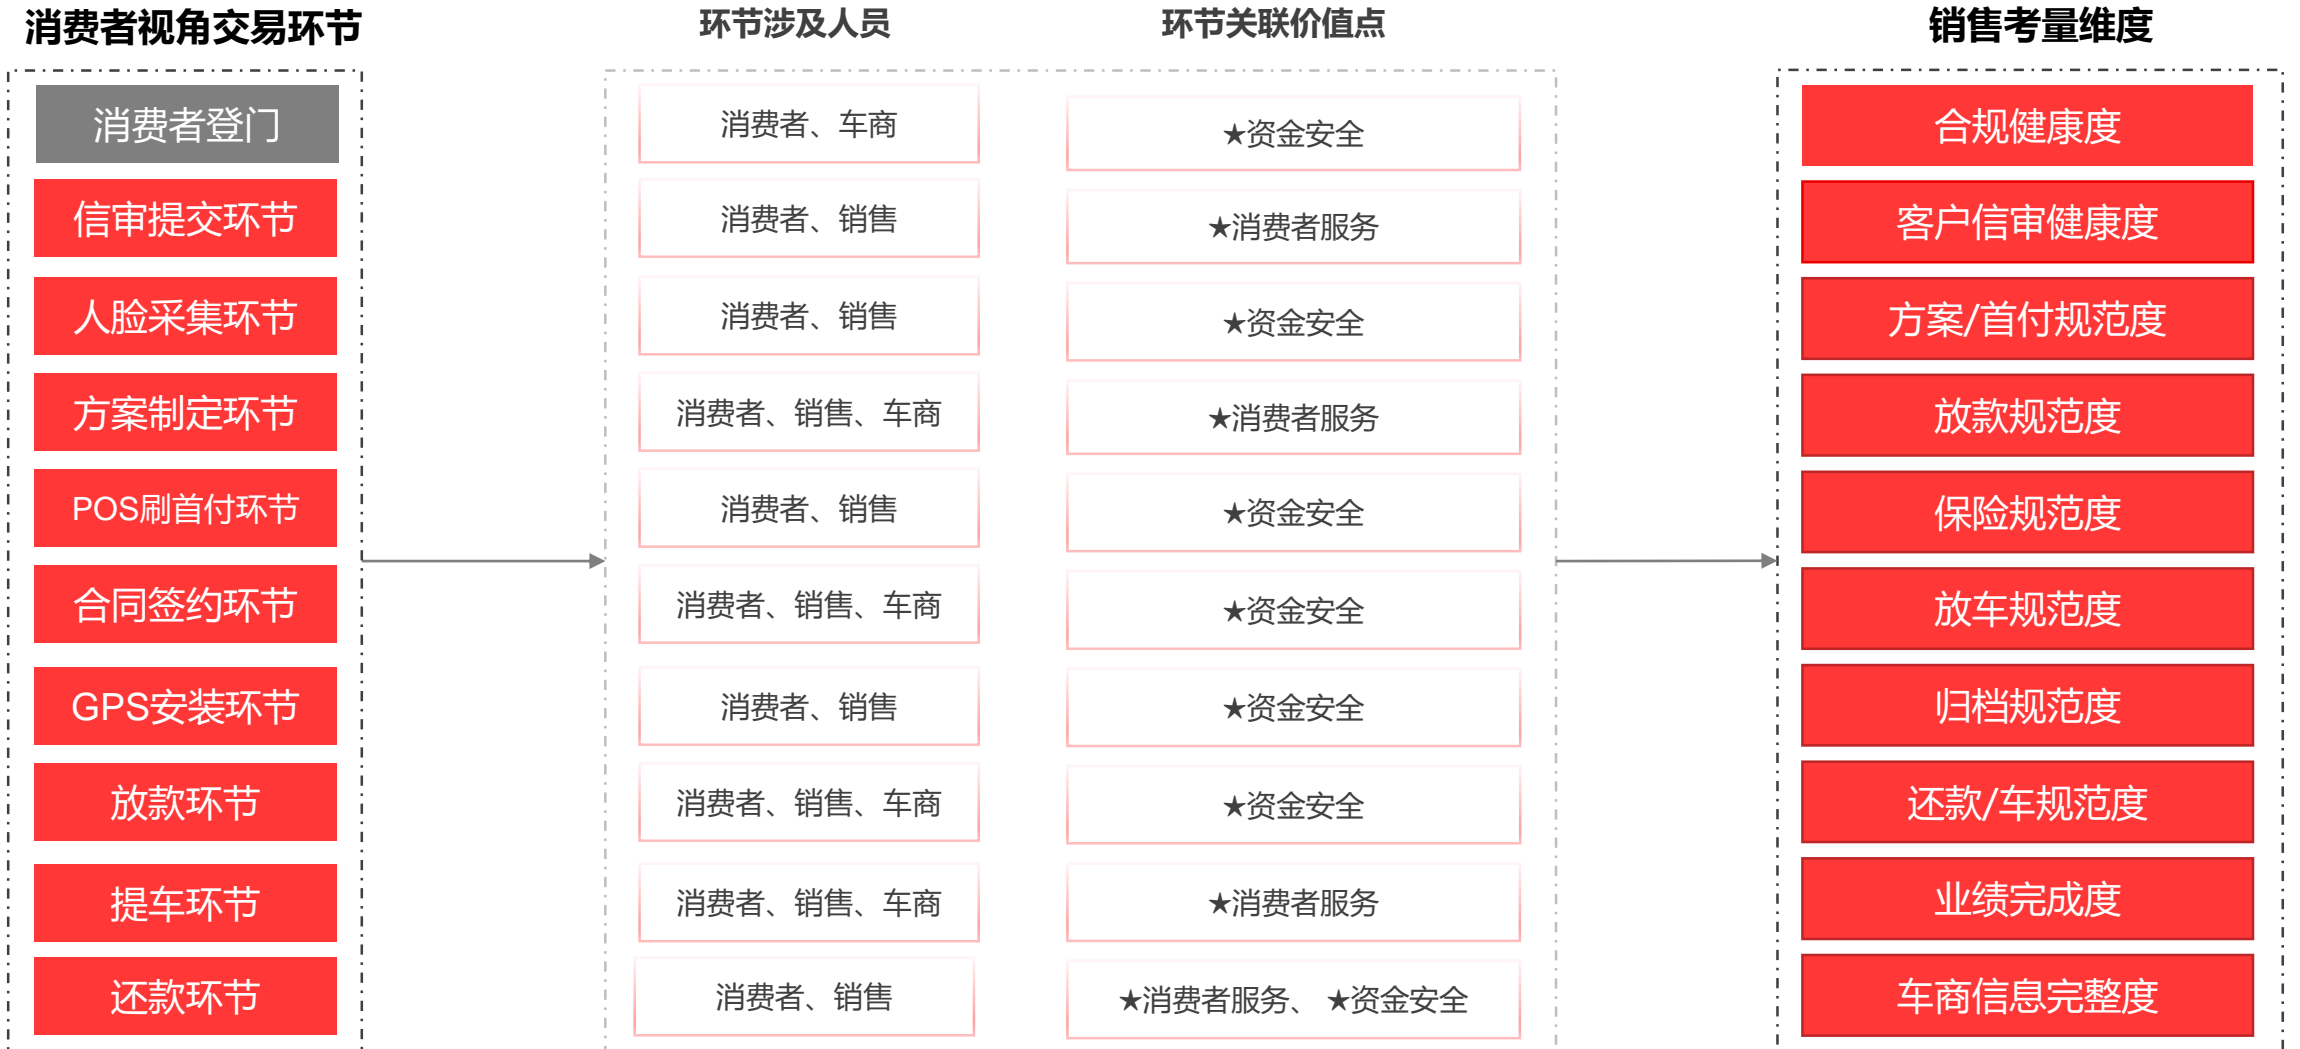 消费者视角交易环节
环节涉及人员
环节关联价值点
销售考量维度
消费者登门
消费者、车商
★资金安全
合规健康度
信审提交环节
消费者、销售
★消费者服务
客户信审健康度
人脸采集环节
消费者、销售
★资金安全
方案/首付规范度
方案制定环节
消费者、销售、车商
★消费者服务
放款规范度
POS刷首付环节
消费者、销售
★资金安全
保险规范度
合同签约环节
消费者、销售、车商
★资金安全
放车规范度
GPS安装环节
消费者、销售
★资金安全
归档规范度
放款环节
消费者、销售、车商
★资金安全
还款/车规范度
提车环节
消费者、销售、车商
★消费者服务
业绩完成度
还款环节
消费者、销售
★消费者服务、 ★资金安全
车商信息完整度